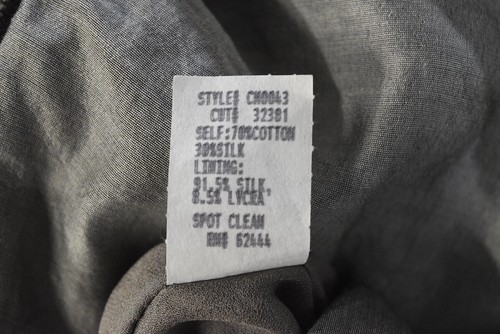 STYLE# CH0043
CUT# 32381
SELF:70%COTTON
30%SILK
LINING:
91.5% SILK,
8.5% LYCRA,
SPOT CLEAN
RN# 62444